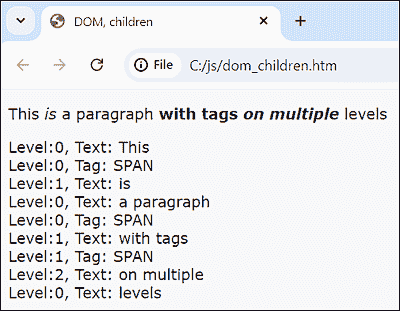 DOM, children
File C:/js/dom_children.htm
This is a paragraph with tags on multiple levels
Level:0, Text: This
Level:0, Tag: SPAN
Level:1, Text: is
Level:0, Text: a paragraph
Level:0, Tag: SPAN
Level:1, Text: with tags
Level:1, Tag: SPAN
Level:2, Text: on multiple
Level:0, Text: levels